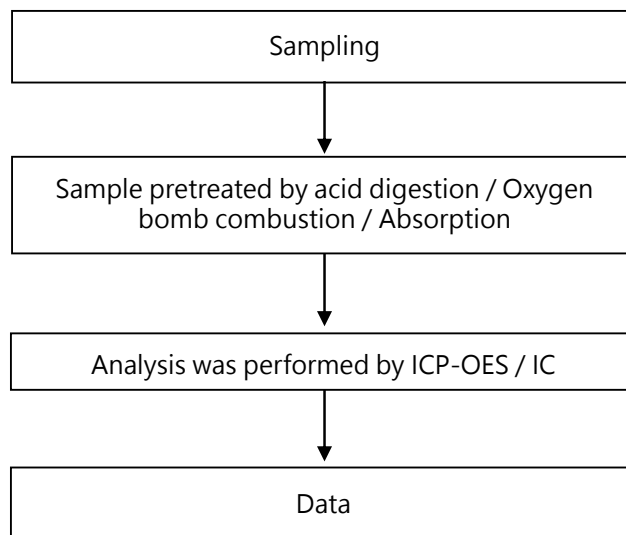 Sampling
Sample pretreated by acid digestion / Oxygen
bomb combustion / Absorption
Analysis was performed by ICP-OES / IC
Data